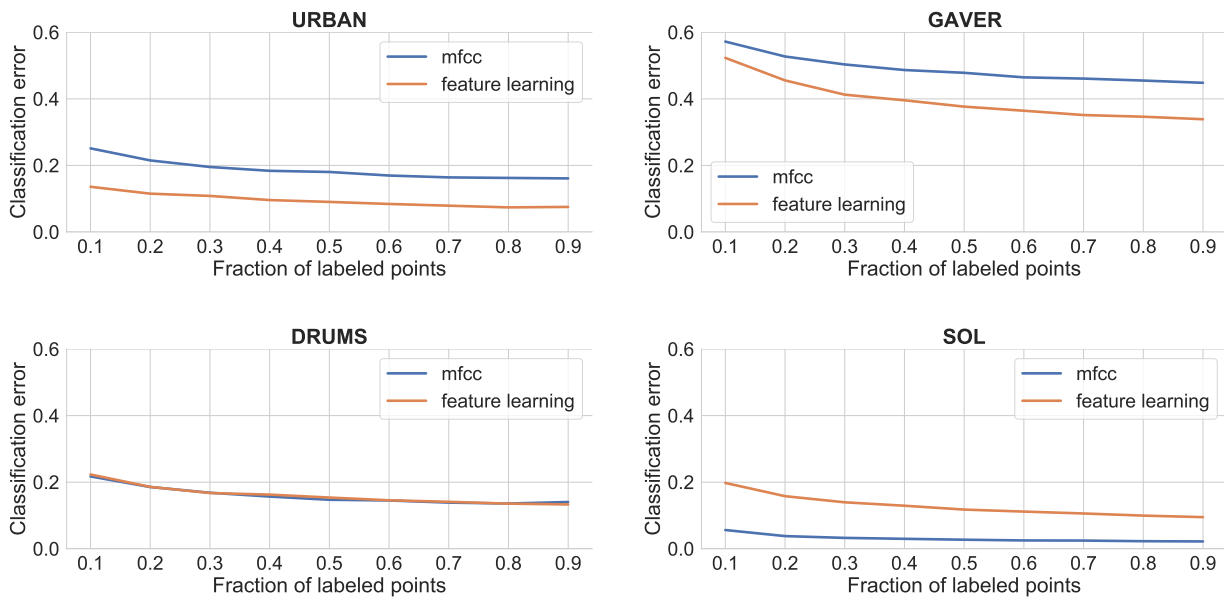 URBAN
Classification error
0.6
0.4
0.2
0.0
mfcc
feature learning
0.1 0.2 0.3 0.4 0.5 0.6 0.7 0.8 0.9
Fraction of labeled points
GAVER
Classification error
0.6
0.4
0.2
0.0
mfcc
feature learning
0.1 0.2 0.3 0.4 0.5 0.6 0.7 0.8 0.9
Fraction of labeled points
DRUMS
Classification error
0.6
0.4
0.2
0.0
mfcc
feature learning
0.1 0.2 0.3 0.4 0.5 0.6 0.7 0.8 0.9
Fraction of labeled points
SOL
Classification error
0.6
0.4
0.2
0.0
mfcc
feature learning
0.1 0.2 0.3 0.4 0.5 0.6 0.7 0.8 0.9
Fraction of labeled points